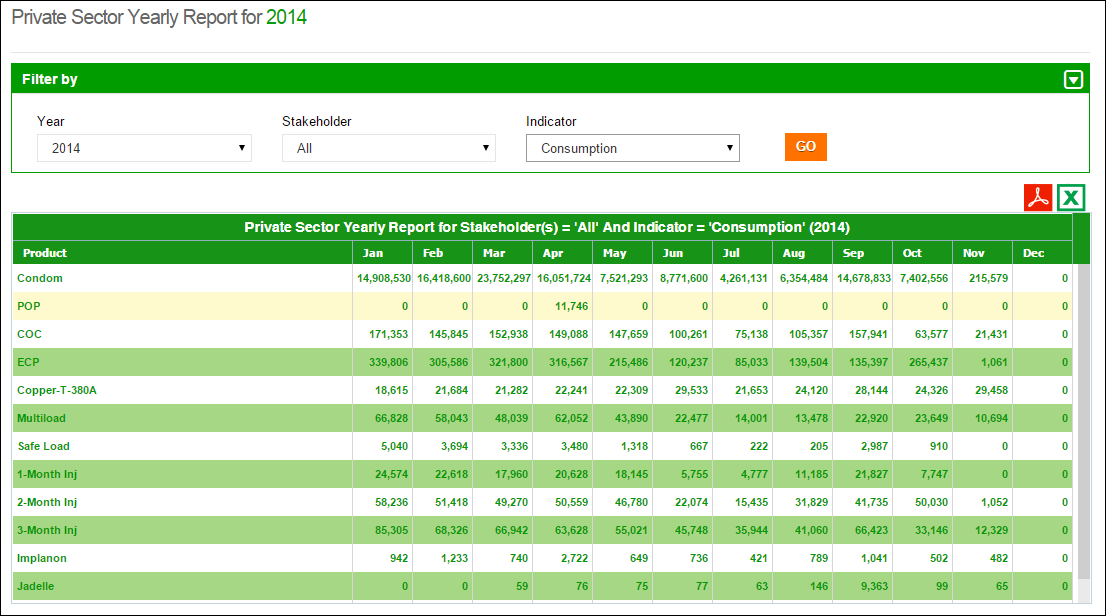 Private Sector Yearly Report for 2014
Filter by
Year Stakeholder Indicator
2014 All Consumption GO
Private Sector Yearly Report for Stakeholder(s) = 'All' And Indicator = 'Consumption' (2014)
Product Jan Feb Mar Apr May Jun Jul Aug Sep Oct Nov Dec
Condom 14,908,530 16,418,600 23,752,297 16,051,724 7,521,293 8,771,600 4,261,131 6,354,484 14,678,833 7,402,556 215,579 0
POP 0 0 0 11,746 0 0 0 0 0 0 0 0
COC 171,353 145,845 152,938 149,088 147,659 100,261 75,138 105,357 157,941 63,577 21,431 0
ECP 339,806 305,586 321,800 316,567 215,486 120,237 85,033 139,504 135,397 265,437 1,061 0
Copper-T-380A 18,615 21,684 21,282 22,241 22,309 29,533 21,653 24,120 28,144 24,326 29,458 0
Multiload 66,828 58,043 48,039 62,052 43,890 22,477 14,001 13,478 22,920 23,649 10,694 0
Safe Load 5,040 3,694 3,336 3,480 1,318 667 222 205 2,987 910 0 0
1-Month Inj 24,574 22,618 17,960 20,628 18,145 5,755 4,777 11,185 21,827 7,747 0 0
2-Month Inj 58,236 51,418 49,270 50,559 46,780 22,074 15,435 31,829 41,735 50,030 1,052 0
3-Month Inj 85,305 68,326 66,942 63,628 55,021 45,748 35,944 41,060 66,423 33,146 12,329 0
Implanon 942 1,233 740 2,722 649 736 421 789 1,041 502 482 0
Jadelle 0 0 59 76 75 77 63 146 9,363 99 65 0